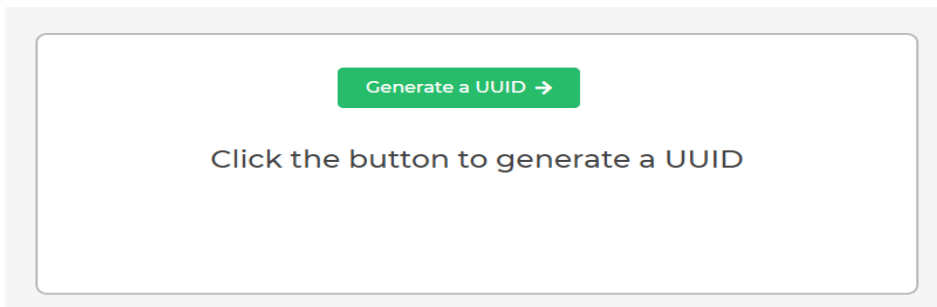 Generate a UUID →
Click the button to generate a UUID